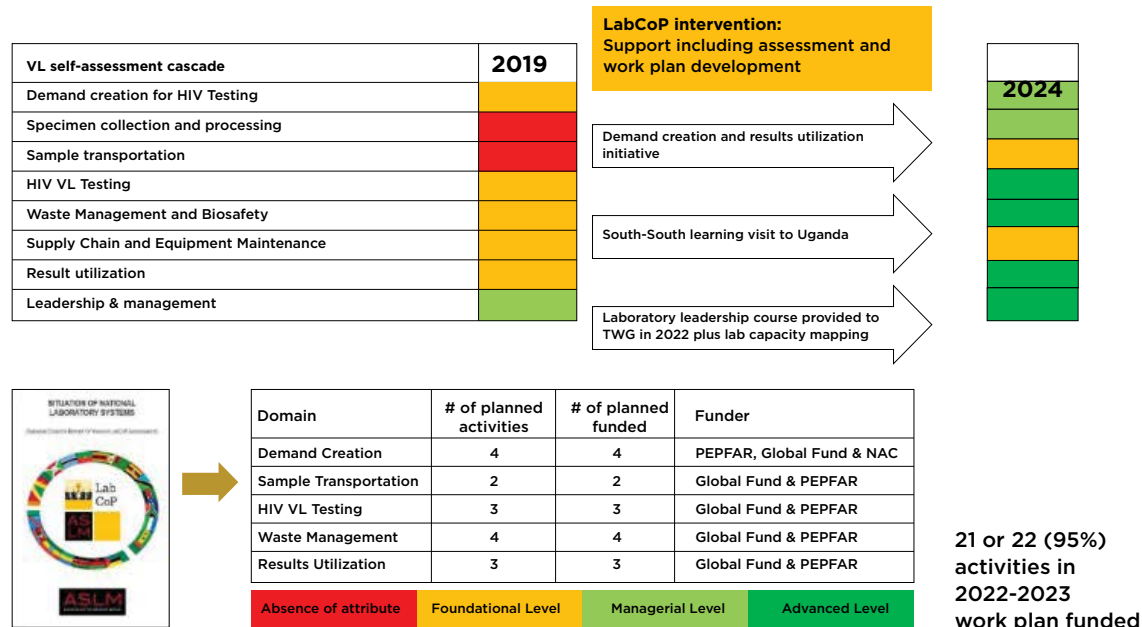 LabCoP intervention:
Support including assessment and
work plan development
VL self-assessment cascade
2019
Demand creation for HIV Testing
Specimen collection and processing
Sample transportation
HIV VL Testing
Waste Management and Biosafety
Supply Chain and Equipment Maintenance
Result utilization
Leadership & management
Demand creation and results utilization
initiative
South-South learning visit to Uganda
Laboratory leadership course provided to
TWG in 2022 plus lab capacity mapping
2024
SITUATION OF NATIONAL
LABORATORY SYSTEMS
Lab
CoP
AS
LM
ASLM
Domain # of planned activities # of planned funded Funder
Demand Creation 4 4 PEPFAR, Global Fund & NAC
Sample Transportation 2 2 Global Fund & PEPFAR
HIV VL Testing 3 3 Global Fund & PEPFAR
Waste Management 4 4 Global Fund & PEPFAR
Results Utilization 3 3 Global Fund & PEPFAR
Absence of attribute Foundational Level Managerial Level Advanced Level
21 or 22 (95%)
activities in
2022-2023
work plan funded